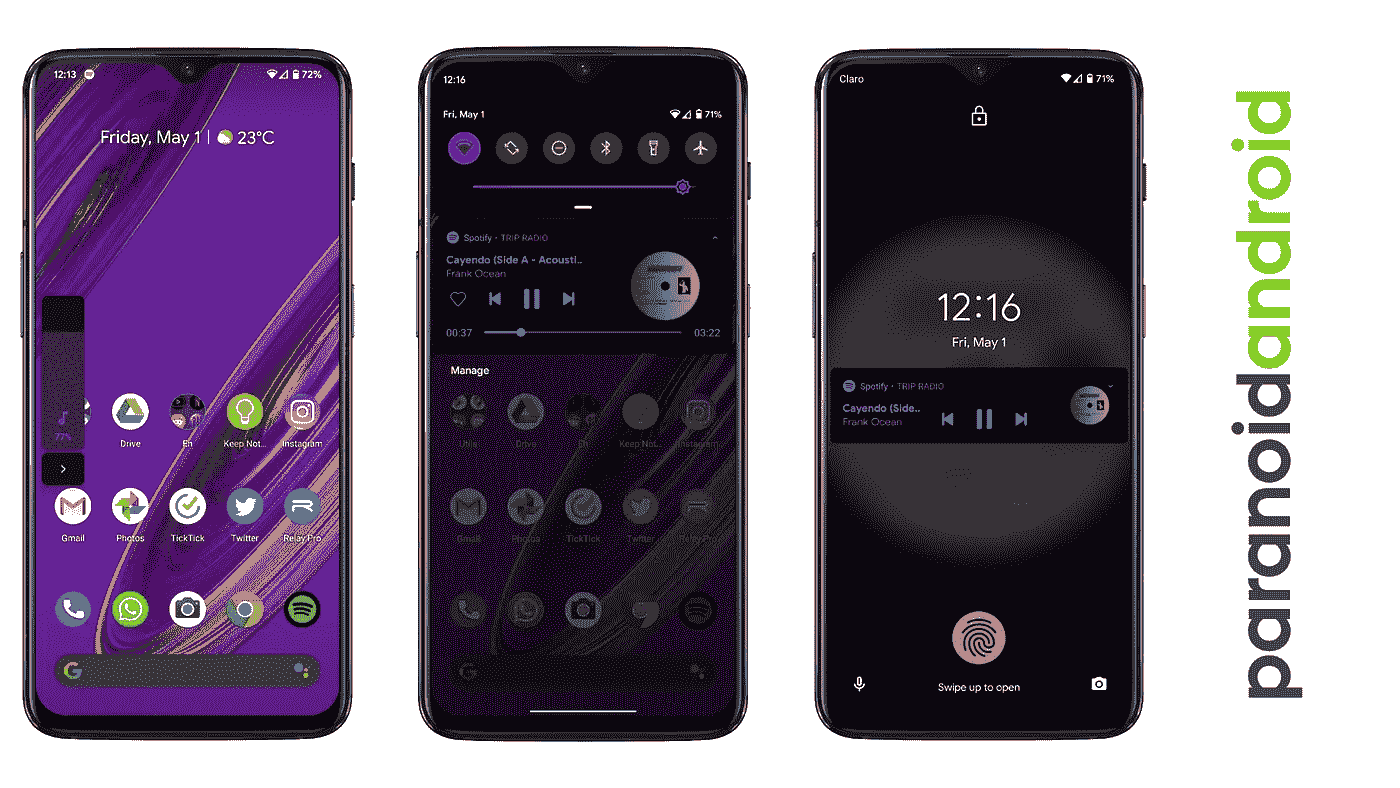 12:13
72%
Friday, May 1 | 23°C
77%
Drive
Eh
Keep Not...
Instagram
Gmail
Photos
TickTick
Twitter
Relay Pro
12:16
Fri, May 1
71%
Spotify • TRIP RADIO
Cayendo (Side A - Acousti..
Frank Ocean
00:37
03:22
Manage
Drive
Eh
Keep Not...
Instagram
Gmail
Photos
TickTick
Twitter
Relay Pro
Claro
71%
12:16
Fri, May 1
Spotify • TRIP RADIO
Cayendo (Side..
Frank Ocean
Swipe up to open
paranoidandroid